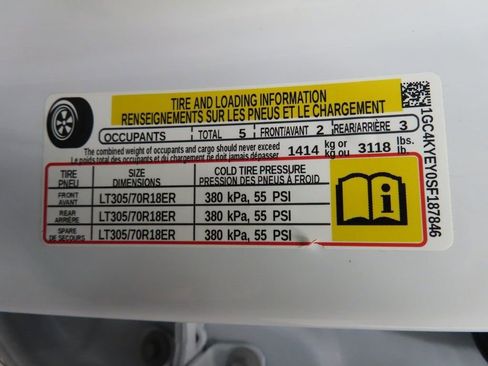 TIRE AND LOADING INFORMATION
RENSEIGNEMENTS SUR LES PNEUS ET LE CHARGEMENT
OCCUPANTS TOTAL 5 FRONT/AVANT 2 REAR/ARRIÈRE 3
The combined weight of occupants and cargo should never exceed 1414 kg or 3118 lbs.
Le poids total des occupants et du chargement ne doit jamais dépasser kg ou lb.
TIRE SIZE COLD TIRE PRESSURE
PNEU DIMENSIONS PRESSION DES PNEUS À FROID
FRONT
AVANT LT305/70R18ER 380 kPa, 55 PSI
REAR
ARRIÈRE LT305/70R18ER 380 kPa, 55 PSI
SPARE
DE SECOURS LT305/70R18ER 380 kPa, 55 PSI
1GC4KYEY0SF187846